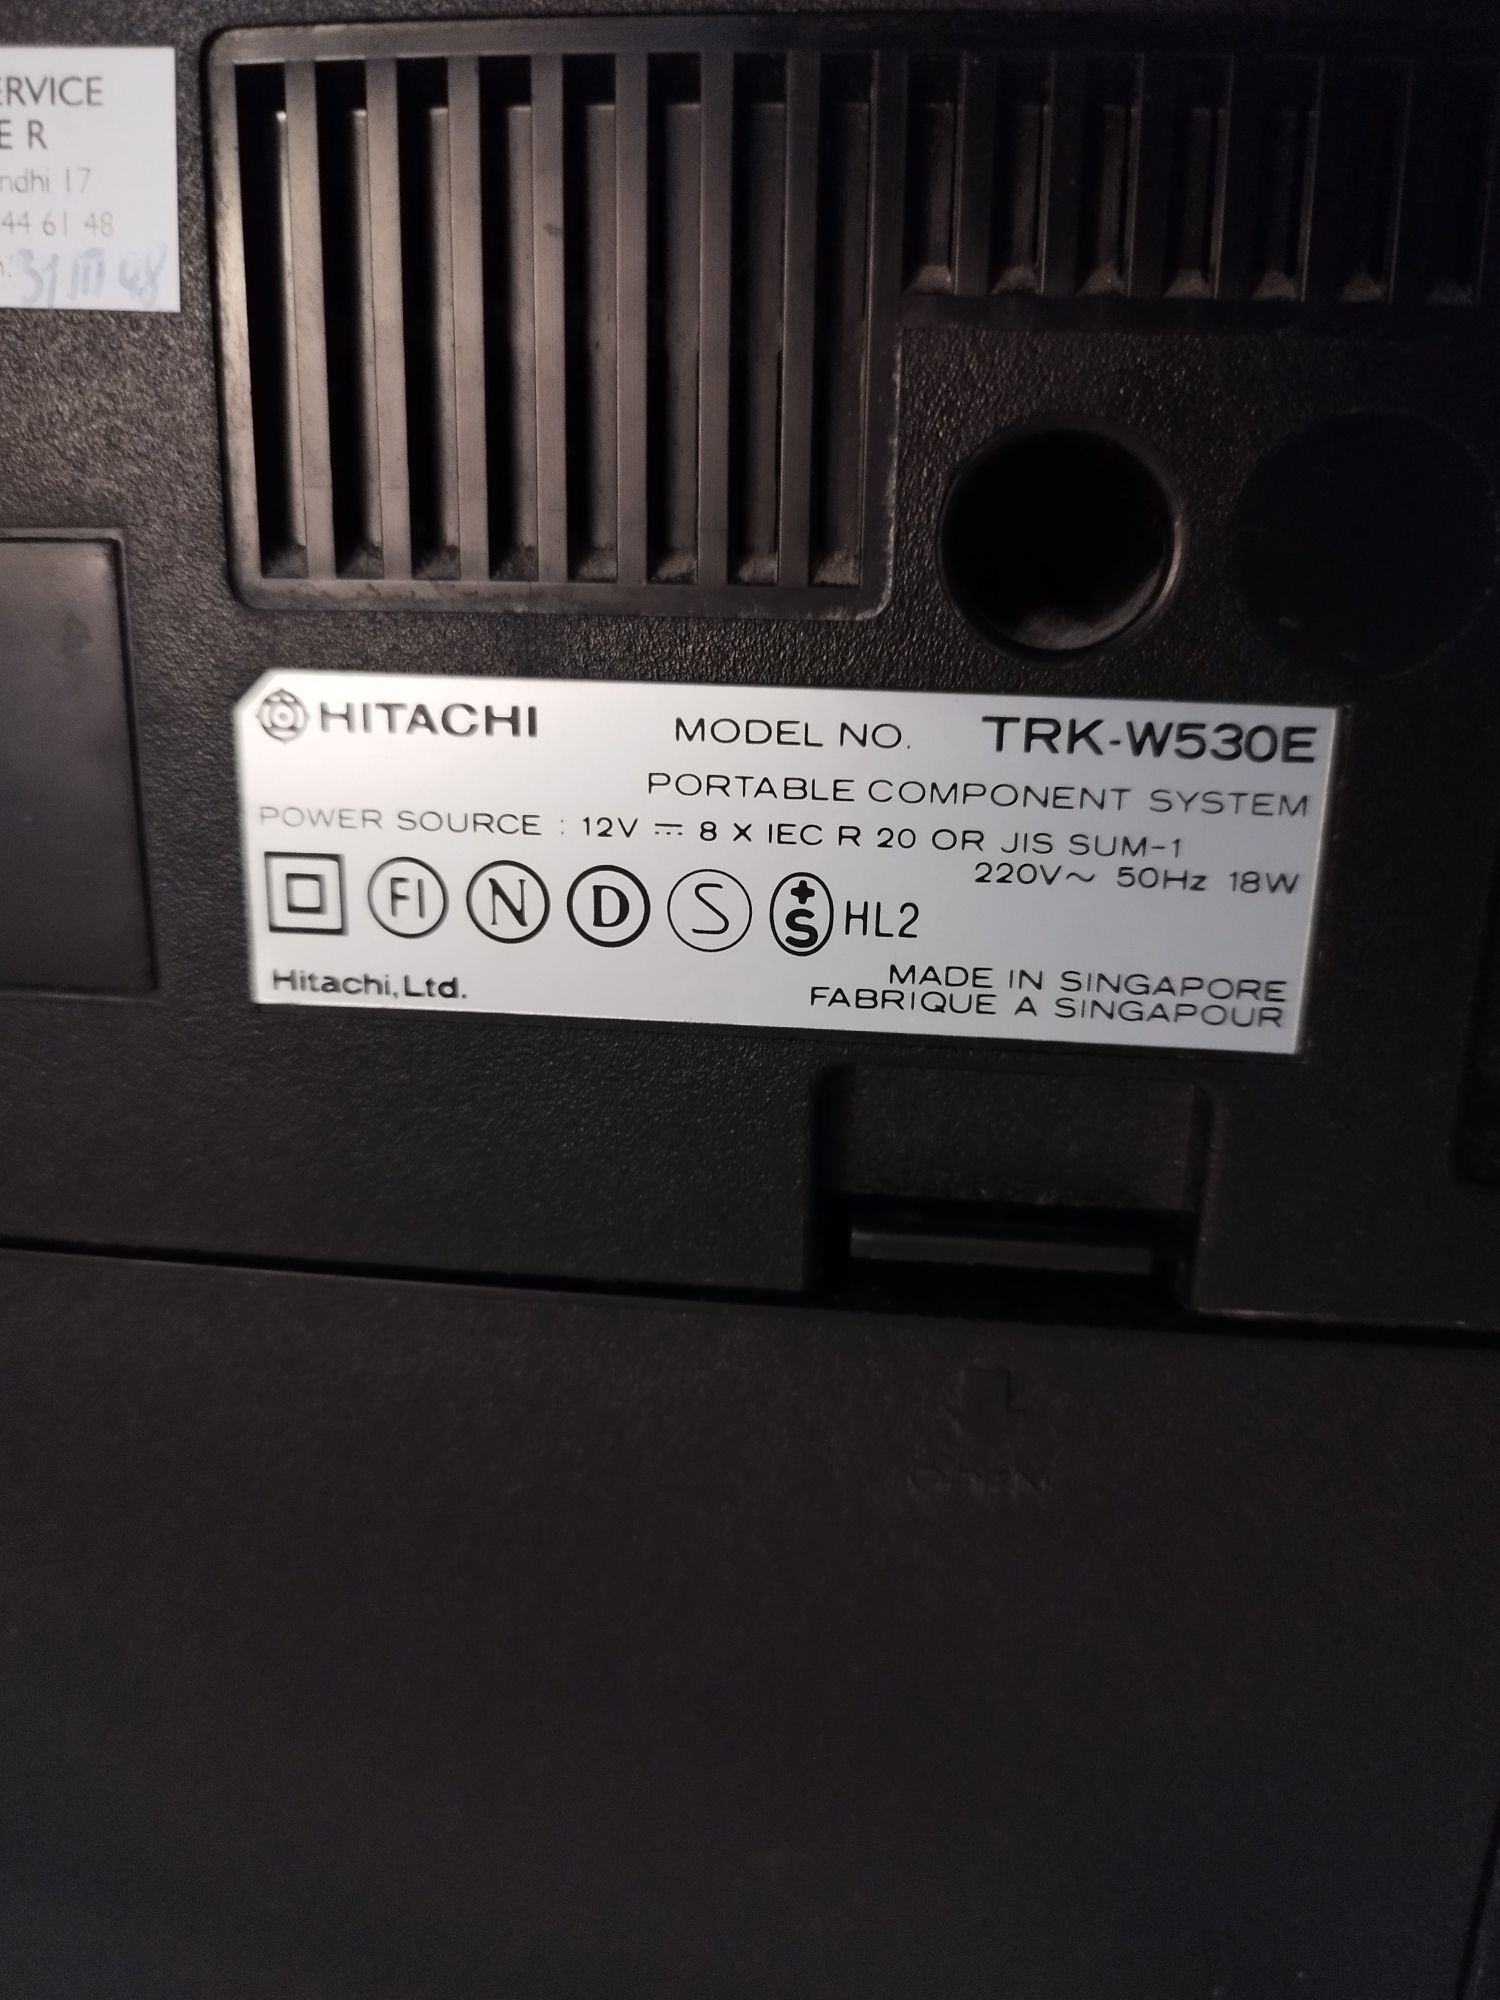 ERVICE
E R
ndhi 17
44 61 48
HITACHI MODEL NO. TRK-W530E
PORTABLE COMPONENT SYSTEM
POWER SOURCE : 12V ⎓ 8 X IEC R 20 OR JIS SUM-1
220V~ 50Hz 18W
FI N D S +S HL2
Hitachi, Ltd.
MADE IN SINGAPORE
FABRIQUE A SINGAPOUR
OPEN